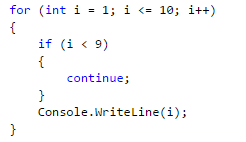 for (int i = 1; i <= 10; i++)
{
    if (i < 9)
    {
        continue;
    }
    Console.WriteLine(i);
}